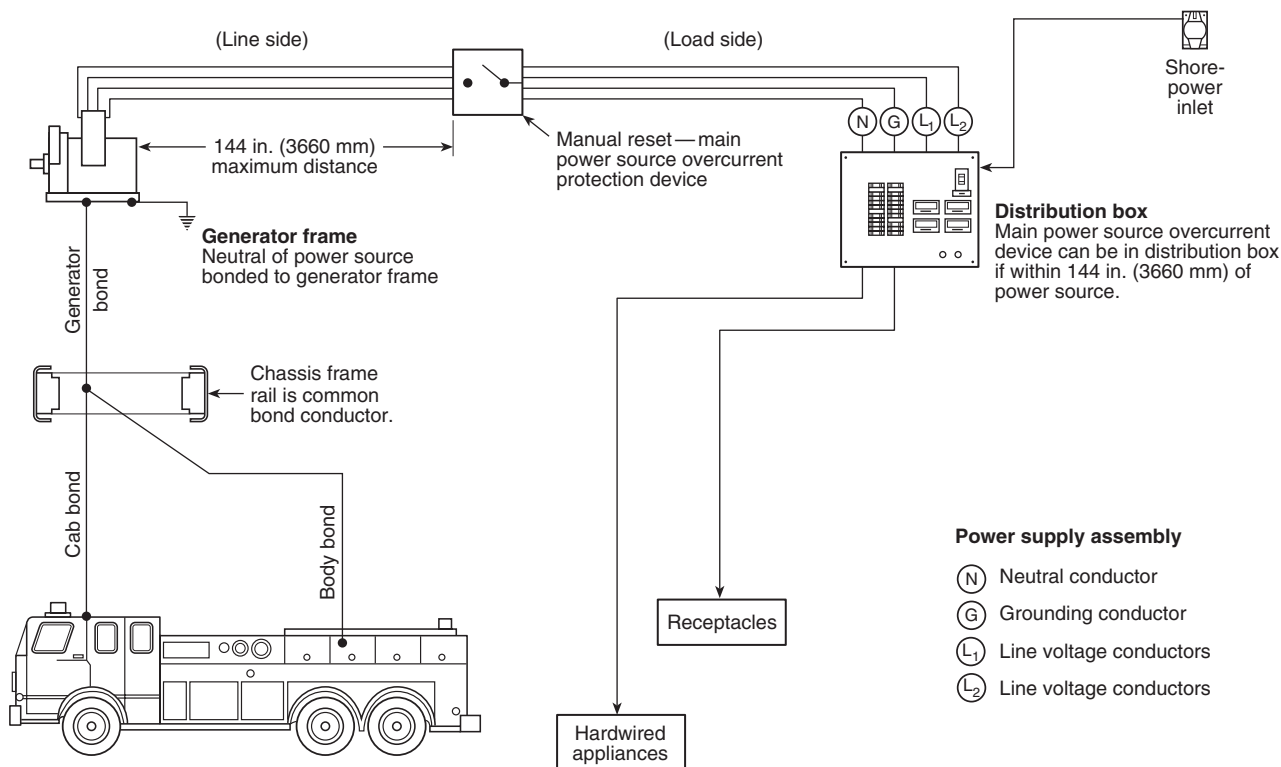 (Line side)
(Load side)
Shore-
power
inlet
144 in. (3660 mm)
maximum distance
Manual reset — main
power source overcurrent
protection device
N
G
L1
L2
Generator frame
Neutral of power source
bonded to generator frame
Distribution box
Main power source overcurrent
device can be in distribution box
if within 144 in. (3660 mm) of
power source.
Generator
bond
Chassis frame
rail is common
bond conductor.
Cab bond
Body bond
Receptacles
Hardwired
appliances
Power supply assembly
N Neutral conductor
G Grounding conductor
L1 Line voltage conductors
L2 Line voltage conductors